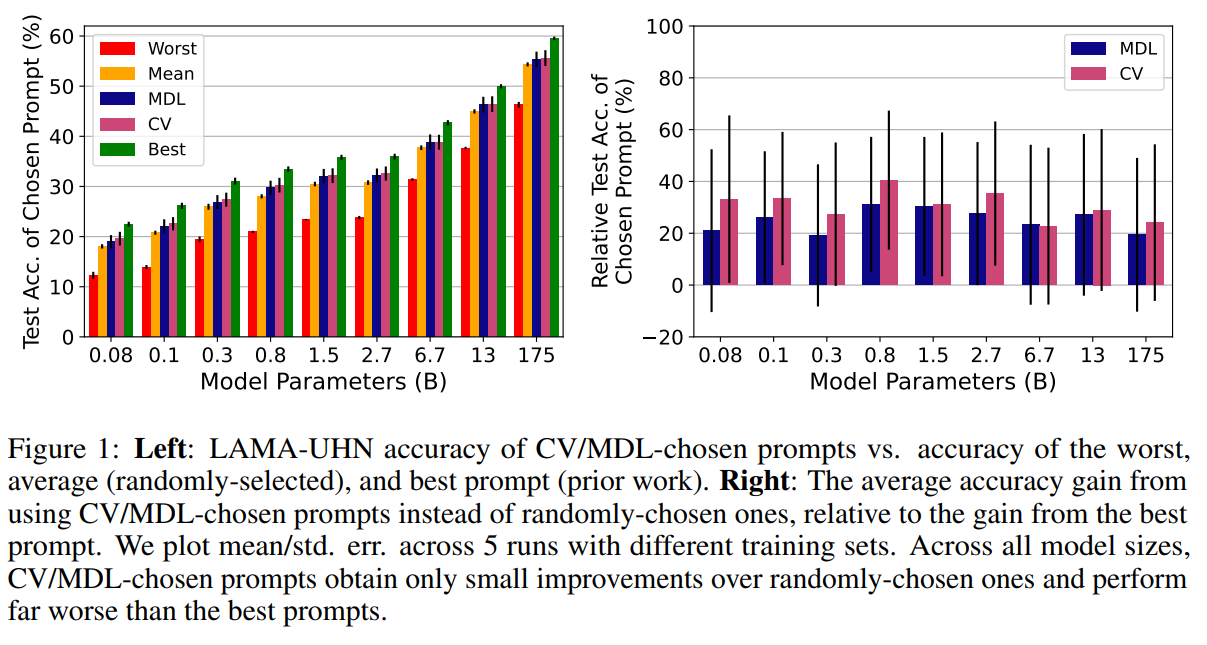 Test Acc. of Chosen Prompt (%)
60
50
40
30
20
10
0
Worst
Mean
MDL
CV
Best
0.08 0.1 0.3 0.8 1.5 2.7 6.7 13 175
Model Parameters (B)
Relative Test Acc. of
Chosen Prompt (%)
100
80
60
40
20
0
−20
MDL
CV
0.08 0.1 0.3 0.8 1.5 2.7 6.7 13 175
Model Parameters (B)
Figure 1: Left: LAMA-UHN accuracy of CV/MDL-chosen prompts vs. accuracy of the worst,
average (randomly-selected), and best prompt (prior work). Right: The average accuracy gain from
using CV/MDL-chosen prompts instead of randomly-chosen ones, relative to the gain from the best
prompt. We plot mean/std. err. across 5 runs with different training sets. Across all model sizes,
CV/MDL-chosen prompts obtain only small improvements over randomly-chosen ones and perform
far worse than the best prompts.